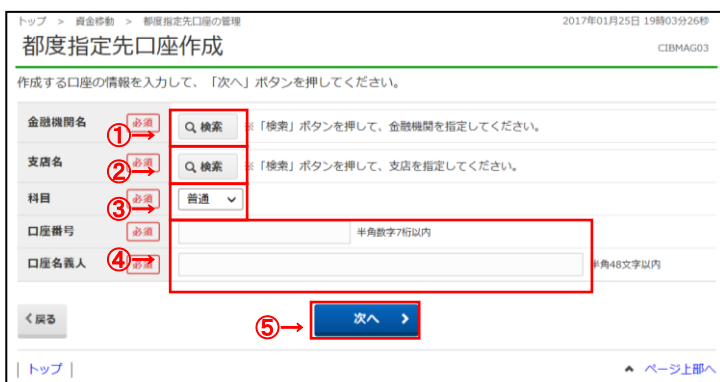 トップ > 資金移動 > 都度指定先口座の管理 2017年01月25日 19時03分26秒
都度指定先口座作成 CIBMAG03
作成する口座の情報を入力して、「次へ」ボタンを押してください。
金融機関名 必須 ①→ 検索 ※「検索」ボタンを押して、金融機関を指定してください。
支店名 必須 ②→ 検索 ※「検索」ボタンを押して、支店を指定してください。
科目 必須 ③→ 普通
口座番号 必須 半角数字7桁以内
口座名義人 ④→ 必須 半角48文字以内
戻る ⑤→ 次へ
| トップ | ページ上部へ